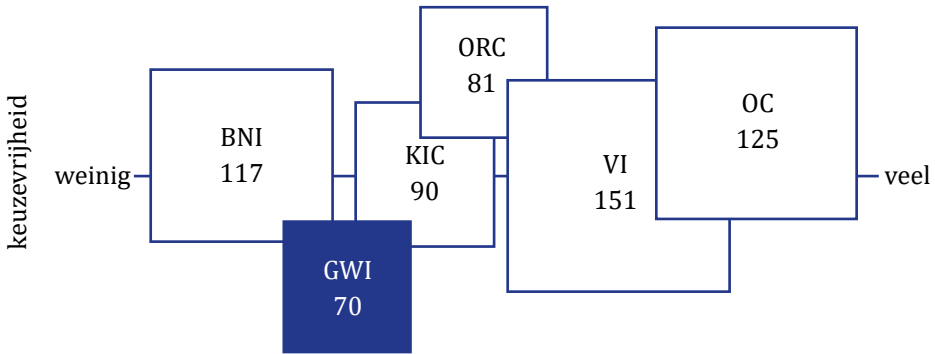 keuzevrijheid
weinig
BNI
117
GWI
70
KIC
90
ORC
81
VI
151
OC
125
veel